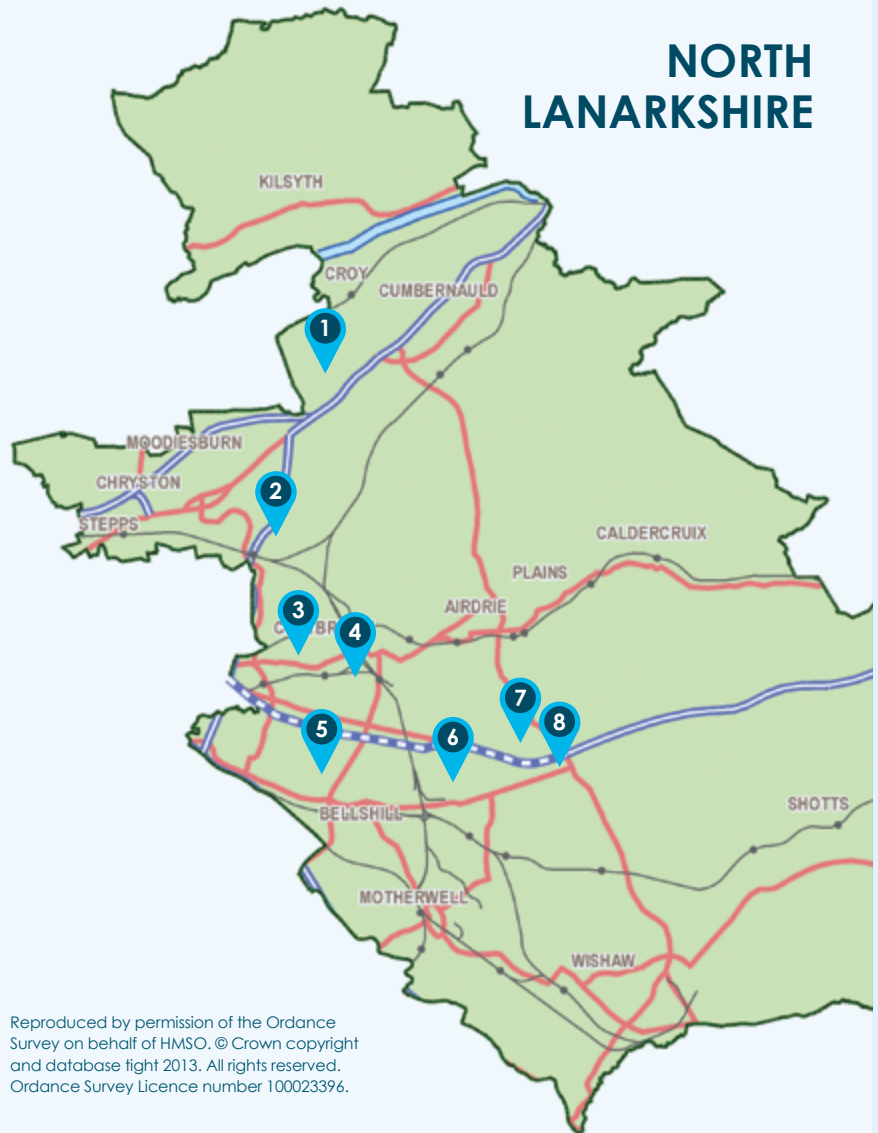 NORTH
LANARKSHIRE
KILSYTH
CROY
CUMBERNAULD
1
MOODIESBURN
CHRYSTON
2
STEPPS
CALDERCRUIX
PLAINS
AIRDRIE
3
4
7
8
5
6
SHOTTS
BELLSHILL
MOTHERWELL
WISHAW
Reproduced by permission of the Ordance
Survey on behalf of HMSO. © Crown copyright
and database tight 2013. All rights reserved.
Ordance Survey Licence number 100023396.